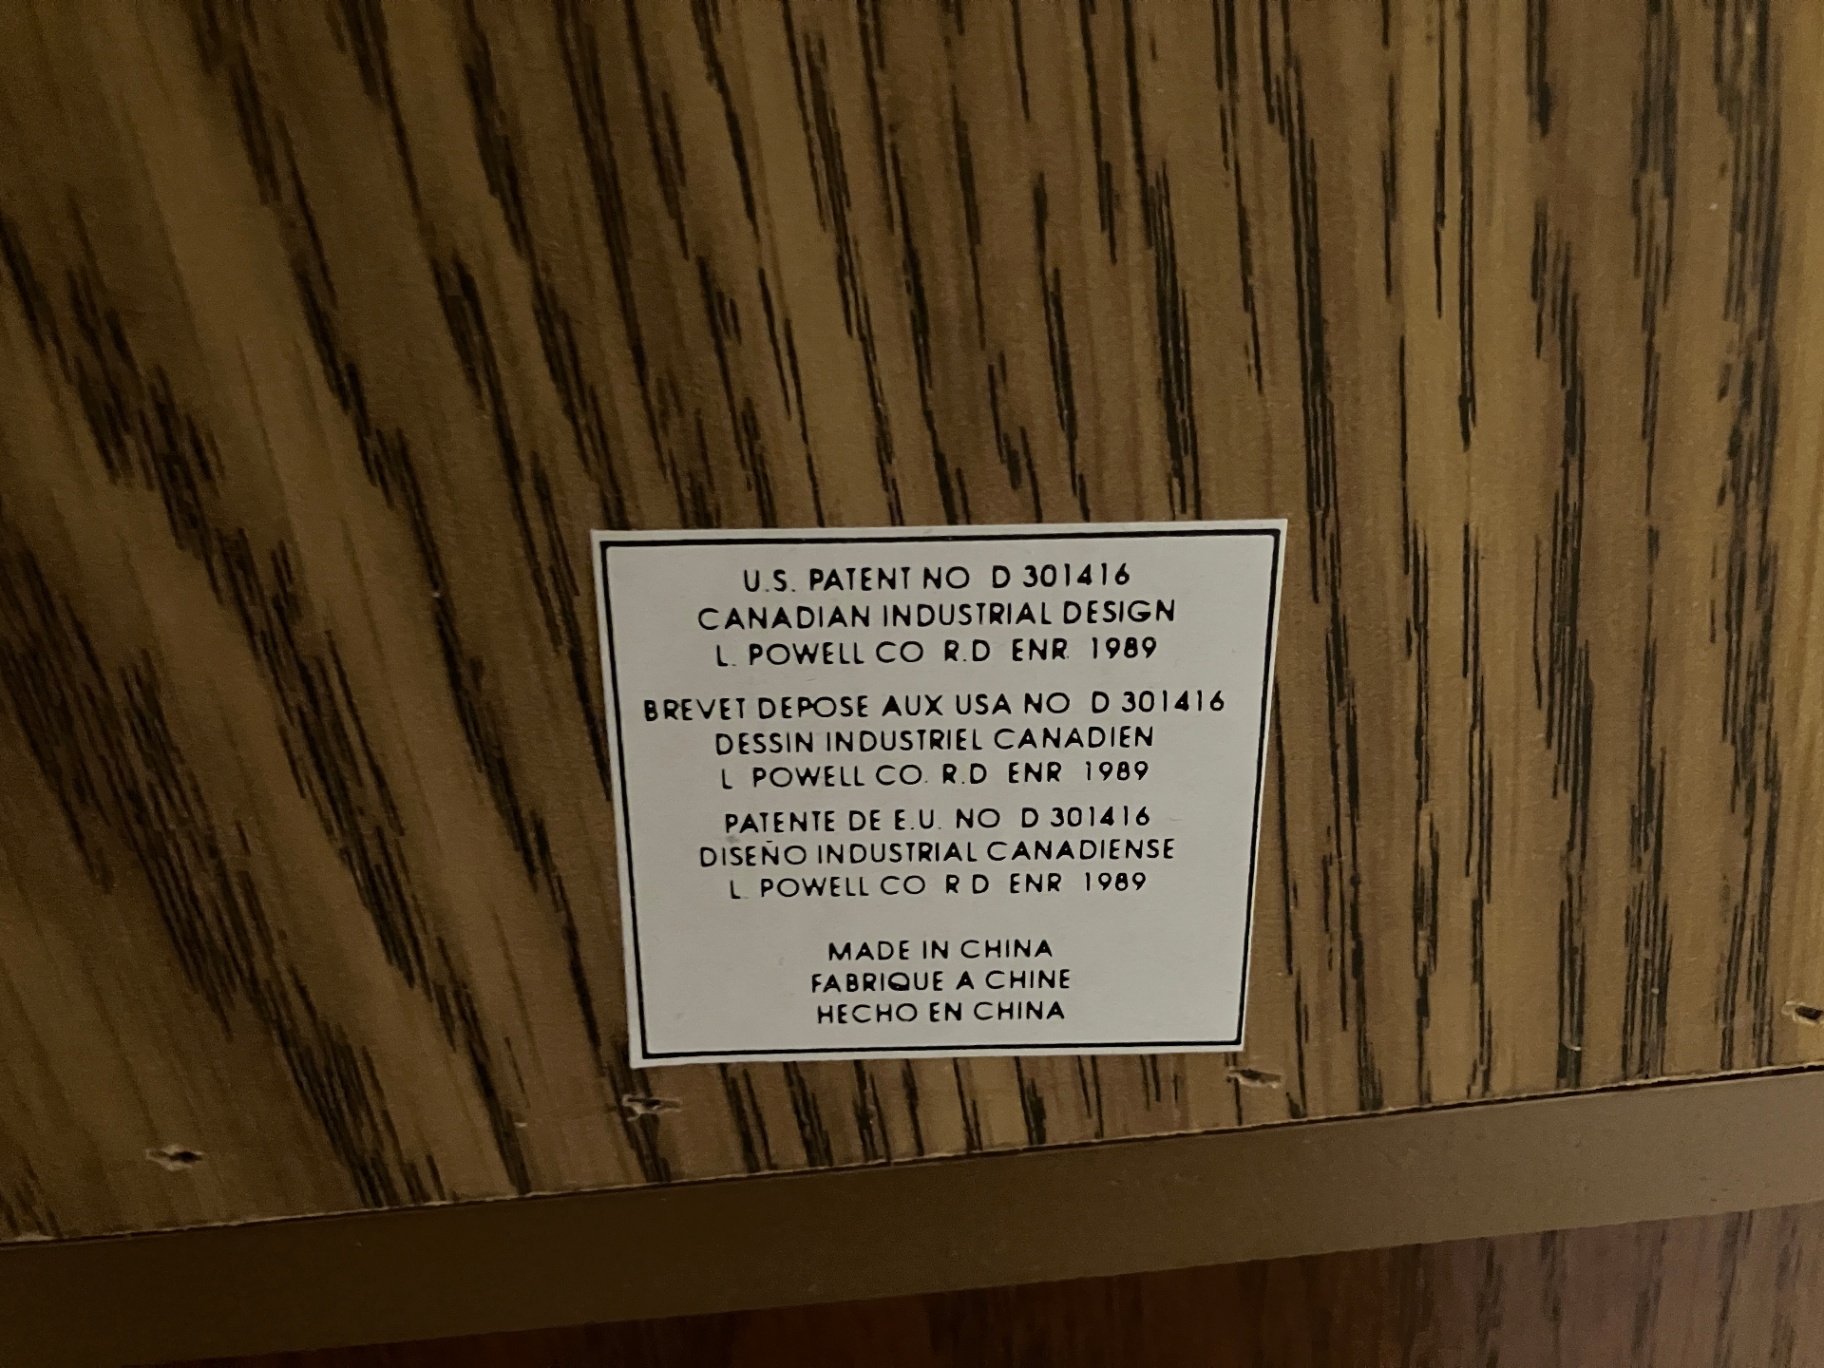 U.S. PATENT NO D 301416
CANADIAN INDUSTRIAL DESIGN
L. POWELL CO R.D ENR 1989
BREVET DEPOSE AUX USA NO D 301416
DESSIN INDUSTRIEL CANADIEN
L POWELL CO. R.D ENR 1989
PATENTE DE E.U. NO D 301416
DISEÑO INDUSTRIAL CANADIENSE
L. POWELL CO R D ENR 1989
MADE IN CHINA
FABRIQUE A CHINE
HECHO EN CHINA